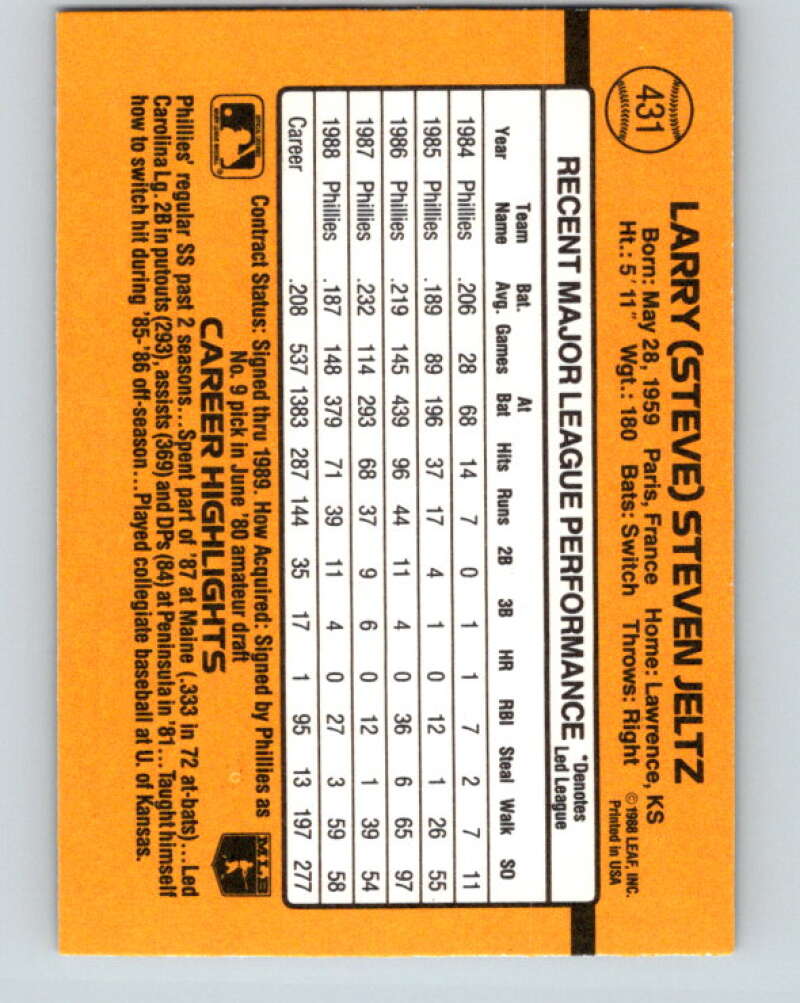 431
LARRY (STEVE) STEVEN JELTZ
Born: May 28, 1959 Paris, France Home: Lawrence, KS
Ht.: 5'11" Wgt.: 180 Bats: Switch Throws: Right
©1988 LEAF, INC.
Printed in USA
RECENT MAJOR LEAGUE PERFORMANCE
*Denotes
Led League
Year Team Name Bat. Avg. Games At Bat Hits Runs 2B 3B HR RBI Steal Walk SO
1984 Phillies .206 28 68 14 7 0 1 1 7 2 7 11
1985 Phillies .189 89 196 37 17 4 1 0 12 1 26 55
1986 Phillies .219 145 439 96 44 11 4 0 36 6 65 97
1987 Phillies .232 114 293 68 37 9 6 0 12 1 39 54
1988 Phillies .187 148 379 71 39 11 4 0 27 3 59 58
Career .208 537 1383 287 144 35 17 1 95 13 197 277
Contract Status: Signed thru 1989. How Acquired: Signed by Phillies as
No. 9 pick in June '80 amateur draft
CAREER HIGHLIGHTS
MLB
Phillies' regular SS past 2 seasons...Spent part of '87 at Maine (.333 in 72 at-bats)...Led
Carolina Lg. 2B in putouts (293), assists (369) and DPs (84) at Peninsula in '81...Taught himself
how to switch hit during '85-'86 off-season...Played collegiate baseball at U. of Kansas.